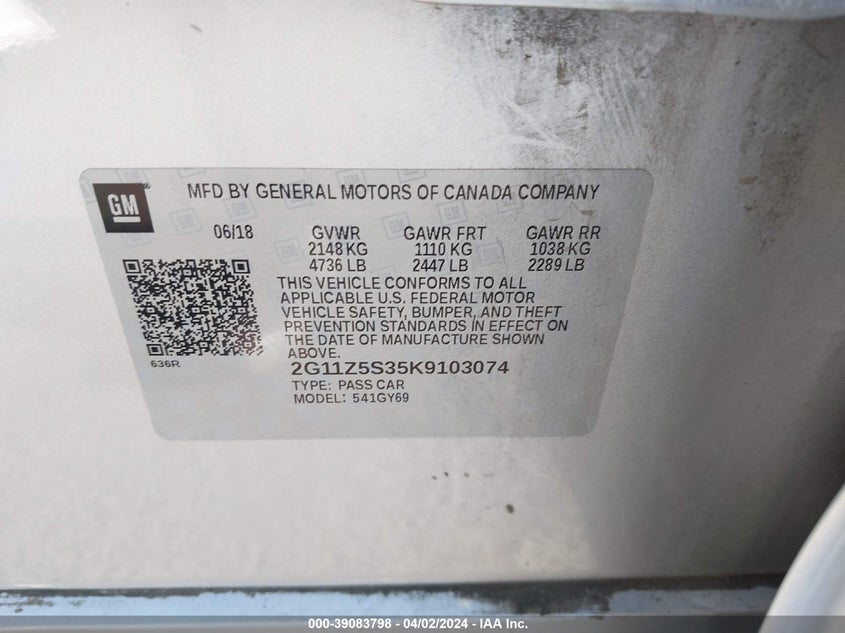 GM
®
MFD BY GENERAL MOTORS OF CANADA COMPANY
06/18 GVWR GAWR FRT GAWR RR
2148 KG 1110 KG 1038 KG
4736 LB 2447 LB 2289 LB
THIS VEHICLE CONFORMS TO ALL
APPLICABLE U.S. FEDERAL MOTOR
VEHICLE SAFETY, BUMPER, AND THEFT
PREVENTION STANDARDS IN EFFECT ON
THE DATE OF MANUFACTURE SHOWN
ABOVE.
636R
2G11Z5S35K9103074
TYPE: PASS CAR
MODEL: 541GY69
000-39083798 - 04/02/2024 - IAA Inc.